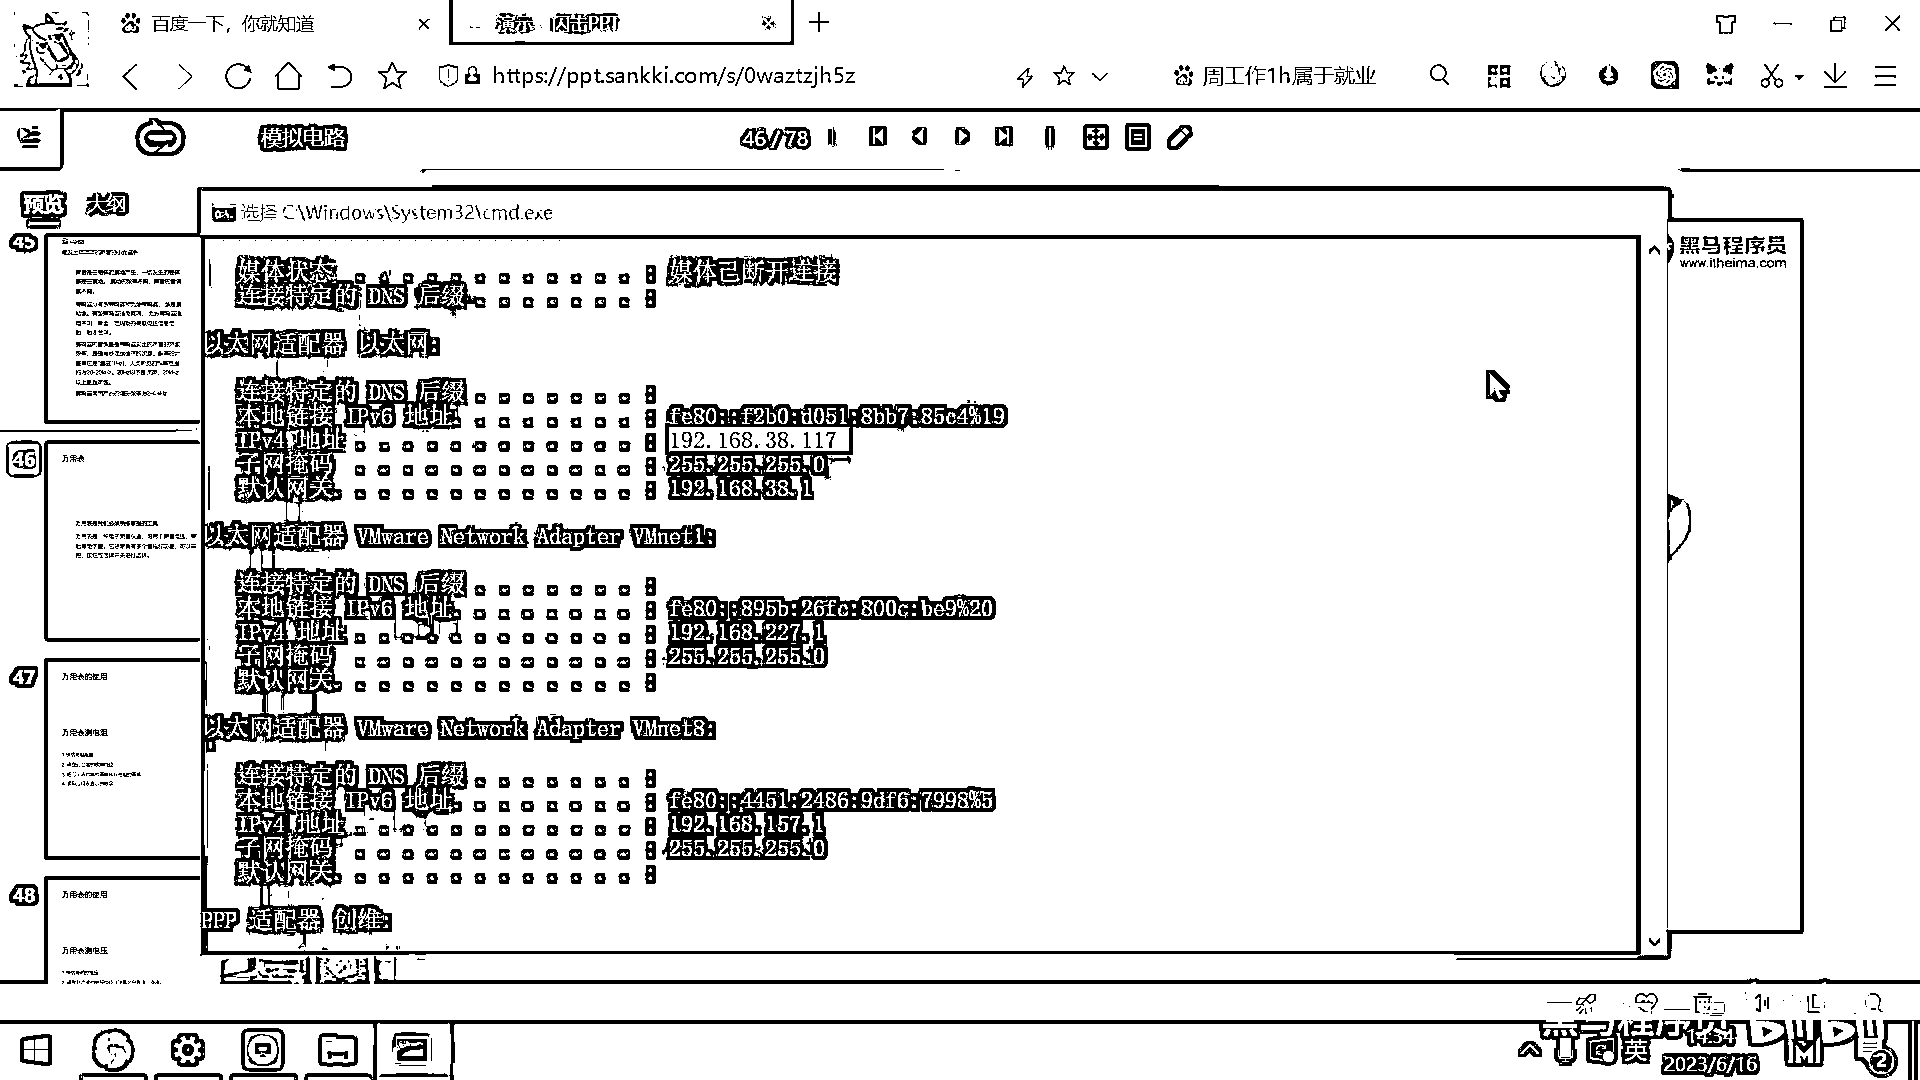 百度一下，你就知道
演示 闪击PPT
https://ppt.sankki.com/s/0waztzjh5z
周工作1h属于就业
模拟电路
46 / 78
预览 大纲
选择 C:\Windows\System32\cmd.exe
黑马程序员
www.itheima.com
媒体状态 . . . . . . . . . . . . : 媒体已断开连接
连接特定的 DNS 后缀 . . . . . . . :
以太网适配器 以太网:
连接特定的 DNS 后缀 . . . . . . . :
本地链接 IPv6 地址. . . . . . . . : fe80::f2b0:d051:8bb7:85c4%19
IPv4 地址 . . . . . . . . . . . . : 192.168.38.117
子网掩码 . . . . . . . . . . . . : 255.255.255.0
默认网关. . . . . . . . . . . . . : 192.168.38.1
以太网适配器 VMware Network Adapter VMnet1:
连接特定的 DNS 后缀 . . . . . . . :
本地链接 IPv6 地址. . . . . . . . : fe80::895b:26fc:800c:be9%20
IPv4 地址 . . . . . . . . . . . . : 192.168.227.1
子网掩码 . . . . . . . . . . . . : 255.255.255.0
默认网关. . . . . . . . . . . . . :
以太网适配器 VMware Network Adapter VMnet8:
连接特定的 DNS 后缀 . . . . . . . :
本地链接 IPv6 地址. . . . . . . . : fe80::4451:2486:9df6:7998%5
IPv4 地址 . . . . . . . . . . . . : 192.168.157.1
子网掩码 . . . . . . . . . . . . : 255.255.255.0
默认网关. . . . . . . . . . . . . :
PPP 适配器 创维:
45
46
万用表
47
万用表的使用
万用表测电阻
48
万用表的使用
万用表测电压
黑马程序员
英
14:54
2023/6/16
2